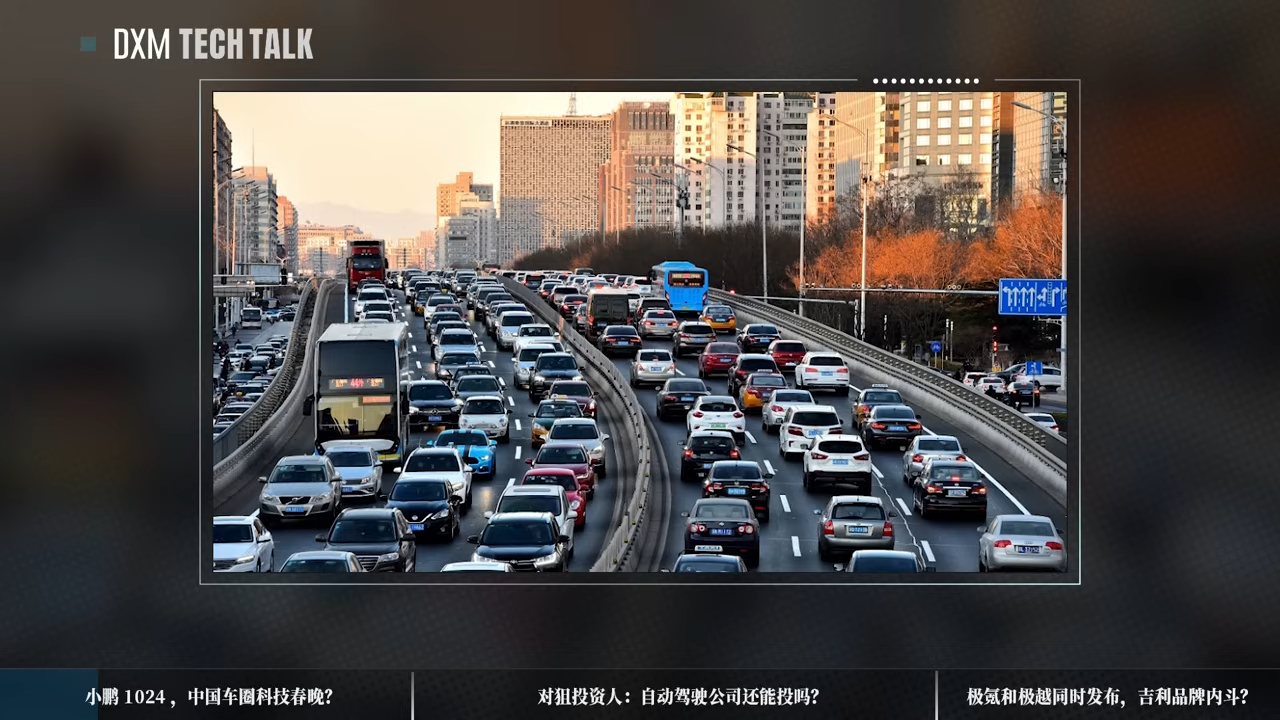 DXM TECH TALK
小鹏 1024，中国车圈科技春晚？
对狙投资人：自动驾驶公司还能投吗？
极氪和极越同时发布，吉利品牌内斗？